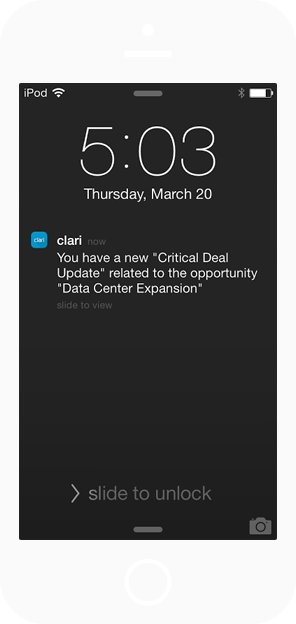 iPod
5:03
Thursday, March 20
clari
clari now
You have a new "Critical Deal
Update" related to the opportunity
"Data Center Expansion"
slide to view
slide to unlock